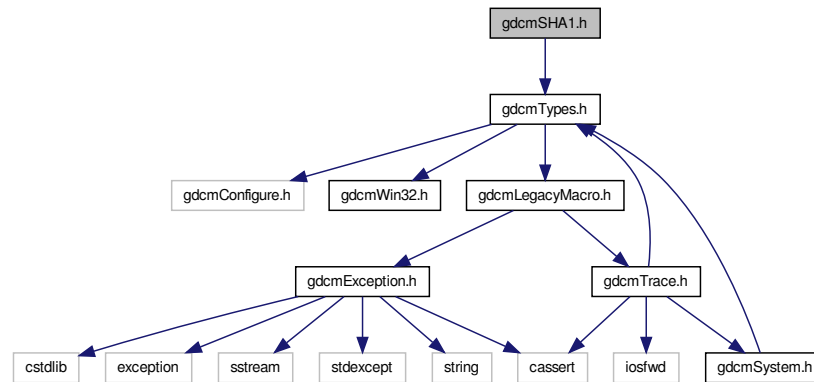 gdcmSHA1.h
gdcmTypes.h
gdcmConfigure.h
gdcmWin32.h
gdcmLegacyMacro.h
gdcmException.h
gdcmTrace.h
cstdlib
exception
sstream
stdexcept
string
cassert
iosfwd
gdcmSystem.h